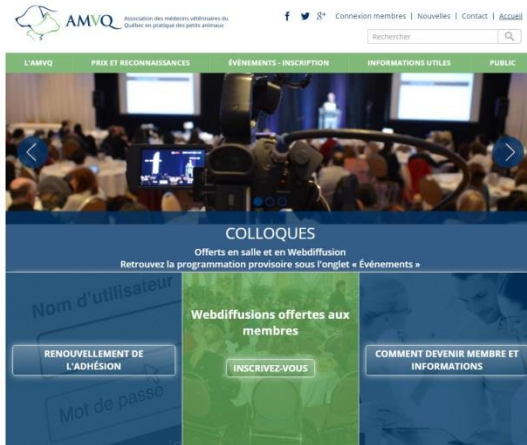 AMVQ
Association des médecins vétérinaires du
Québec en pratique des petits animaux
Connexion membres | Nouvelles | Contact | Accueil
Rechercher
L'AMVQ PRIX ET RECONNAISSANCES ÉVÉNEMENTS - INSCRIPTION INFORMATIONS UTILES PUBLIC
COLLOQUES
Offerts en salle et en Webdiffusion
Retrouvez la programmation provisoire sous l'onglet « Événements »
Nom d'utilisateur
RENOUVELLEMENT DE
L'ADHÉSION
Mot de passe
Webdiffusions offertes aux
membres
INSCRIVEZ-VOUS
COMMENT DEVENIR MEMBRE ET
INFORMATIONS